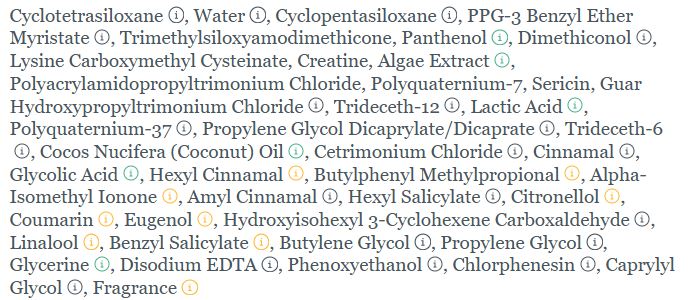 Cyclotetrasiloxane ⓘ, Water ⓘ, Cyclopentasiloxane ⓘ, PPG-3 Benzyl Ether
Myristate ⓘ, Trimethylsiloxyamodimethicone, Panthenol ⓘ, Dimethiconol ⓘ,
Lysine Carboxymethyl Cysteinate, Creatine, Algae Extract ⓘ,
Polyacrylamidopropyltrimonium Chloride, Polyquaternium-7, Sericin, Guar
Hydroxypropyltrimonium Chloride ⓘ, Trideceth-12 ⓘ, Lactic Acid ⓘ,
Polyquaternium-37 ⓘ, Propylene Glycol Dicaprylate/Dicaprate ⓘ, Trideceth-6
ⓘ, Cocos Nucifera (Coconut) Oil ⓘ, Cetrimonium Chloride ⓘ, Cinnamal ⓘ,
Glycolic Acid ⓘ, Hexyl Cinnamal ⓘ, Butylphenyl Methylpropional ⓘ, Alpha-
Isomethyl Ionone ⓘ, Amyl Cinnamal ⓘ, Hexyl Salicylate ⓘ, Citronellol ⓘ,
Coumarin ⓘ, Eugenol ⓘ, Hydroxyisohexyl 3-Cyclohexene Carboxaldehyde ⓘ,
Linalool ⓘ, Benzyl Salicylate ⓘ, Butylene Glycol ⓘ, Propylene Glycol ⓘ,
Glycerine ⓘ, Disodium EDTA ⓘ, Phenoxyethanol ⓘ, Chlorphenesin ⓘ, Caprylyl
Glycol ⓘ, Fragrance ⓘ